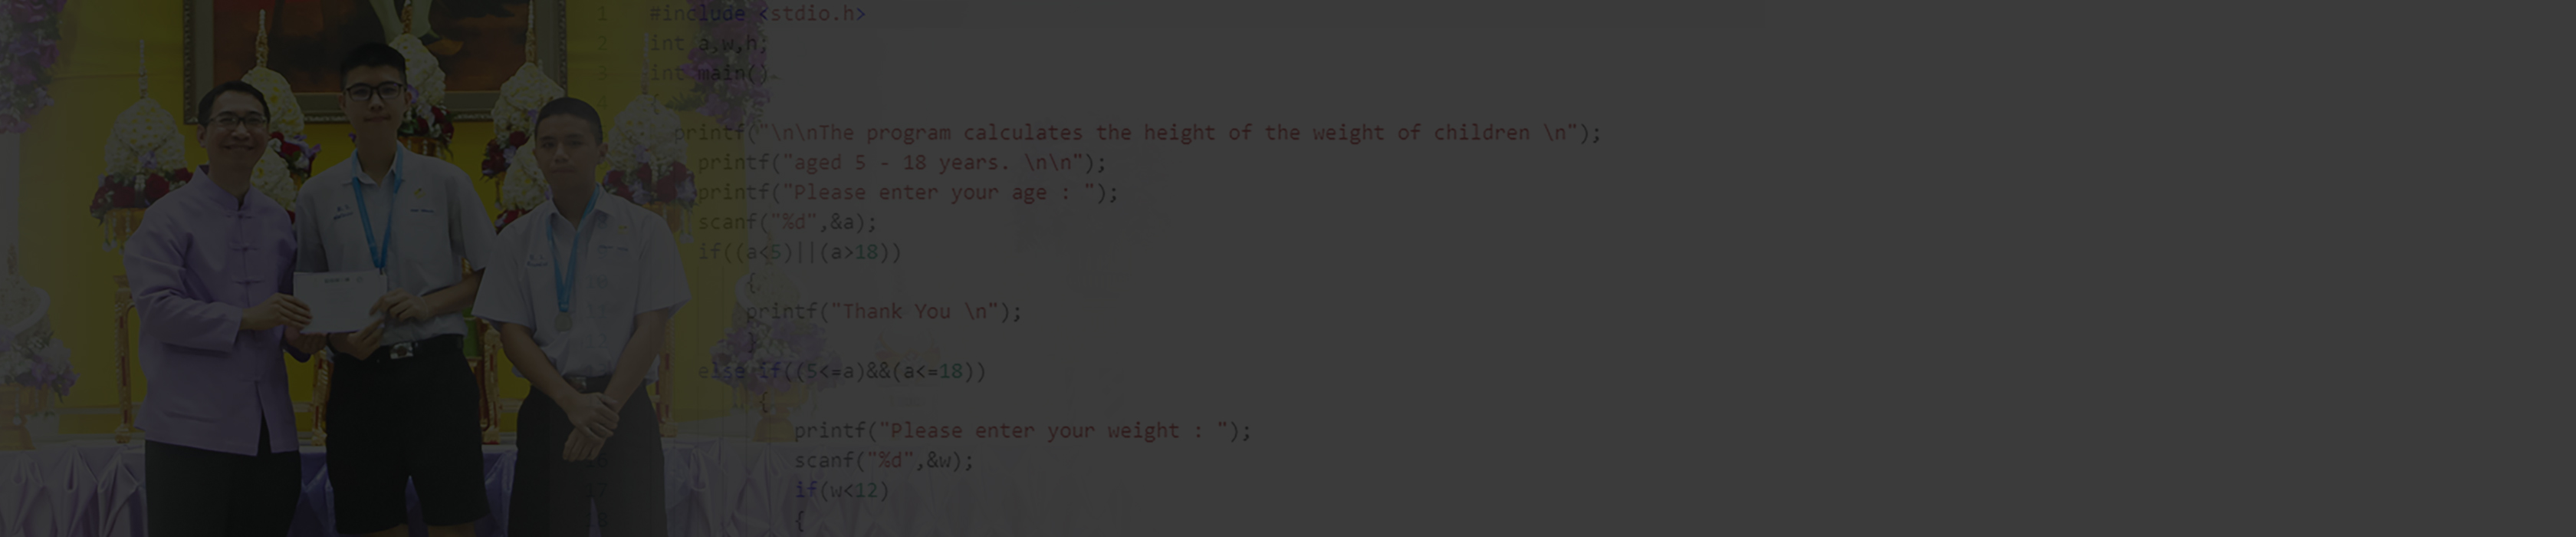 1 #include <stdio.h>
2 int a,w,h;
3 int main()
4
printf("\n\nThe program calculates the height of the weight of children \n");
printf("aged 5 - 18 years. \n\n");
printf("Please enter your age : ");
scanf("%d",&a);
if((a<5)||(a>18))
{
printf("Thank You \n");
}
else if((5<=a)&&(a<=18))
{
printf("Please enter your weight : ");
scanf("%d",&w);
if(w<12)
{